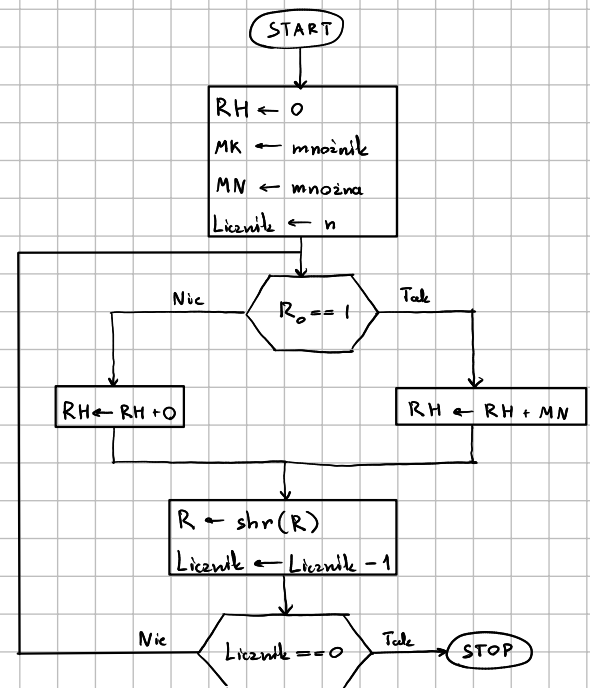 START
RH ← 0
MK ← mnożnik
MN ← mnożna
Licznik ← n
Nie
R₀ == 1
Tak
RH ← RH + 0
RH ← RH + MN
R ← shr(R)
Licznik ← Licznik - 1
Nie
Licznik == 0
Tak
STOP